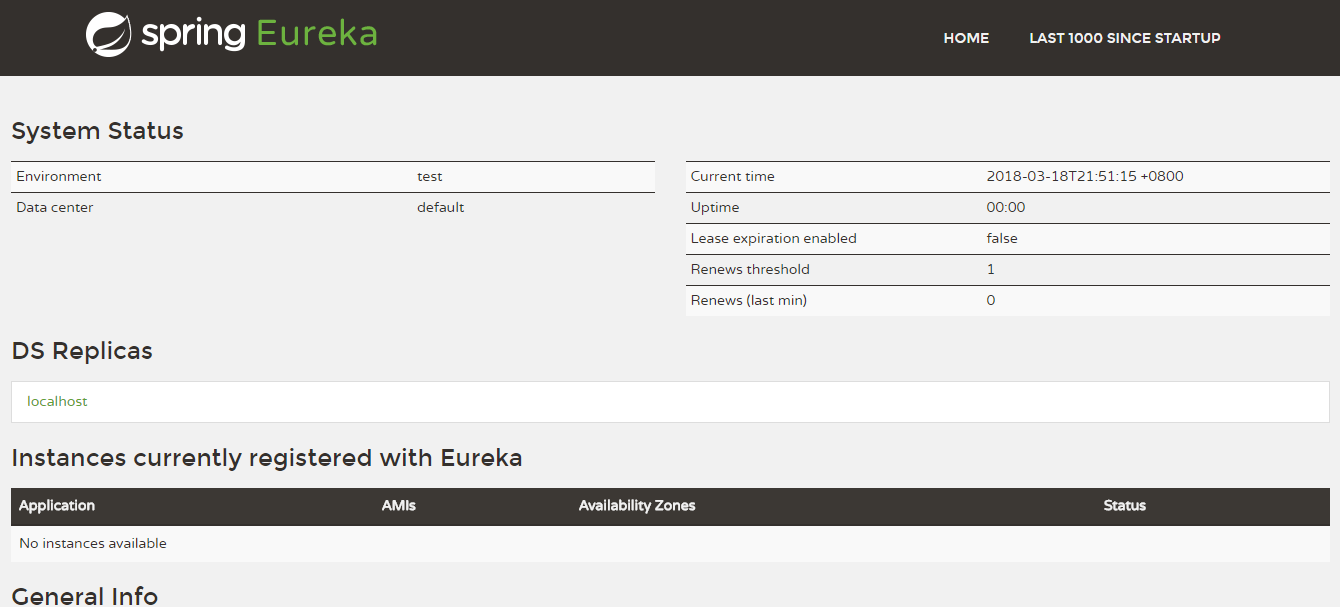 spring Eureka
HOME LAST 1000 SINCE STARTUP
System Status
Environment test
Data center default
Current time 2018-03-18T21:51:15 +0800
Uptime 00:00
Lease expiration enabled false
Renews threshold 1
Renews (last min) 0
DS Replicas
localhost
Instances currently registered with Eureka
Application AMIs Availability Zones Status
No instances available
General Info